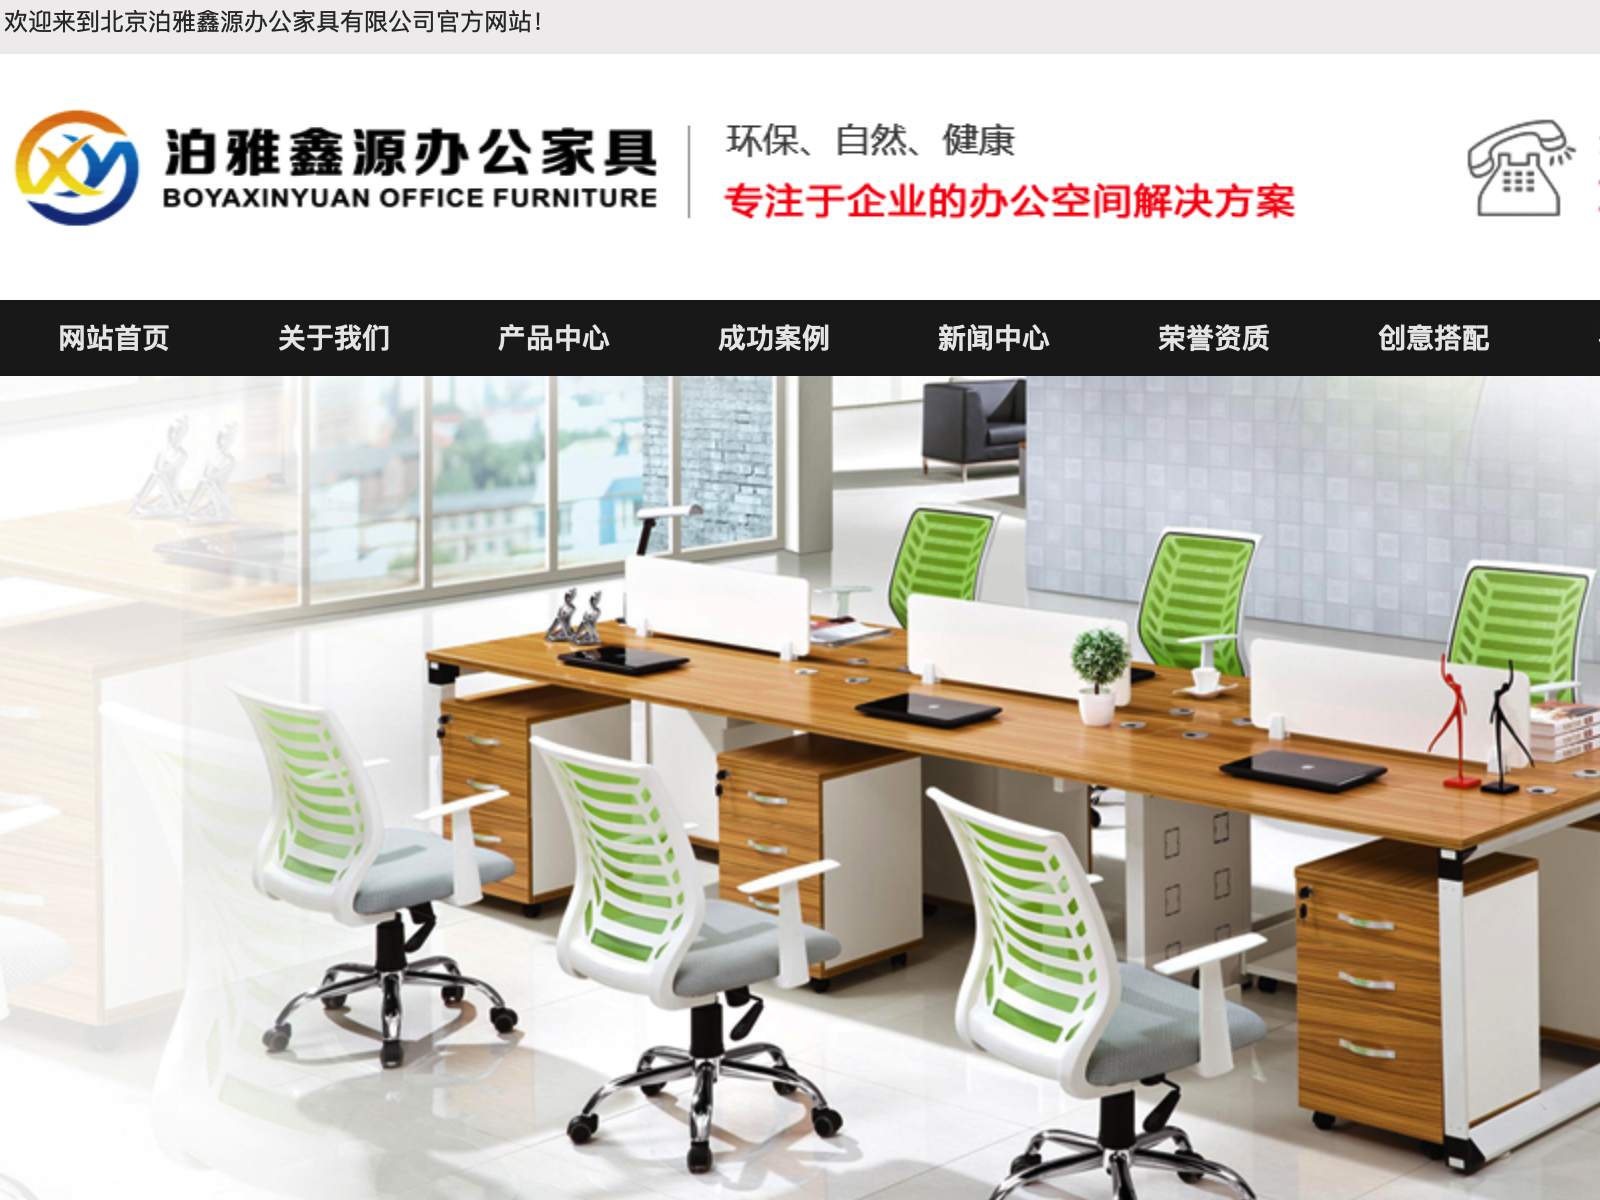 欢迎来到北京泊雅鑫源办公家具有限公司官方网站！
泊雅鑫源办公家具
BOYAXINYUAN OFFICE FURNITURE
环保、自然、健康
专注于企业的办公空间解决方案
网站首页 关于我们 产品中心 成功案例 新闻中心 荣誉资质 创意搭配